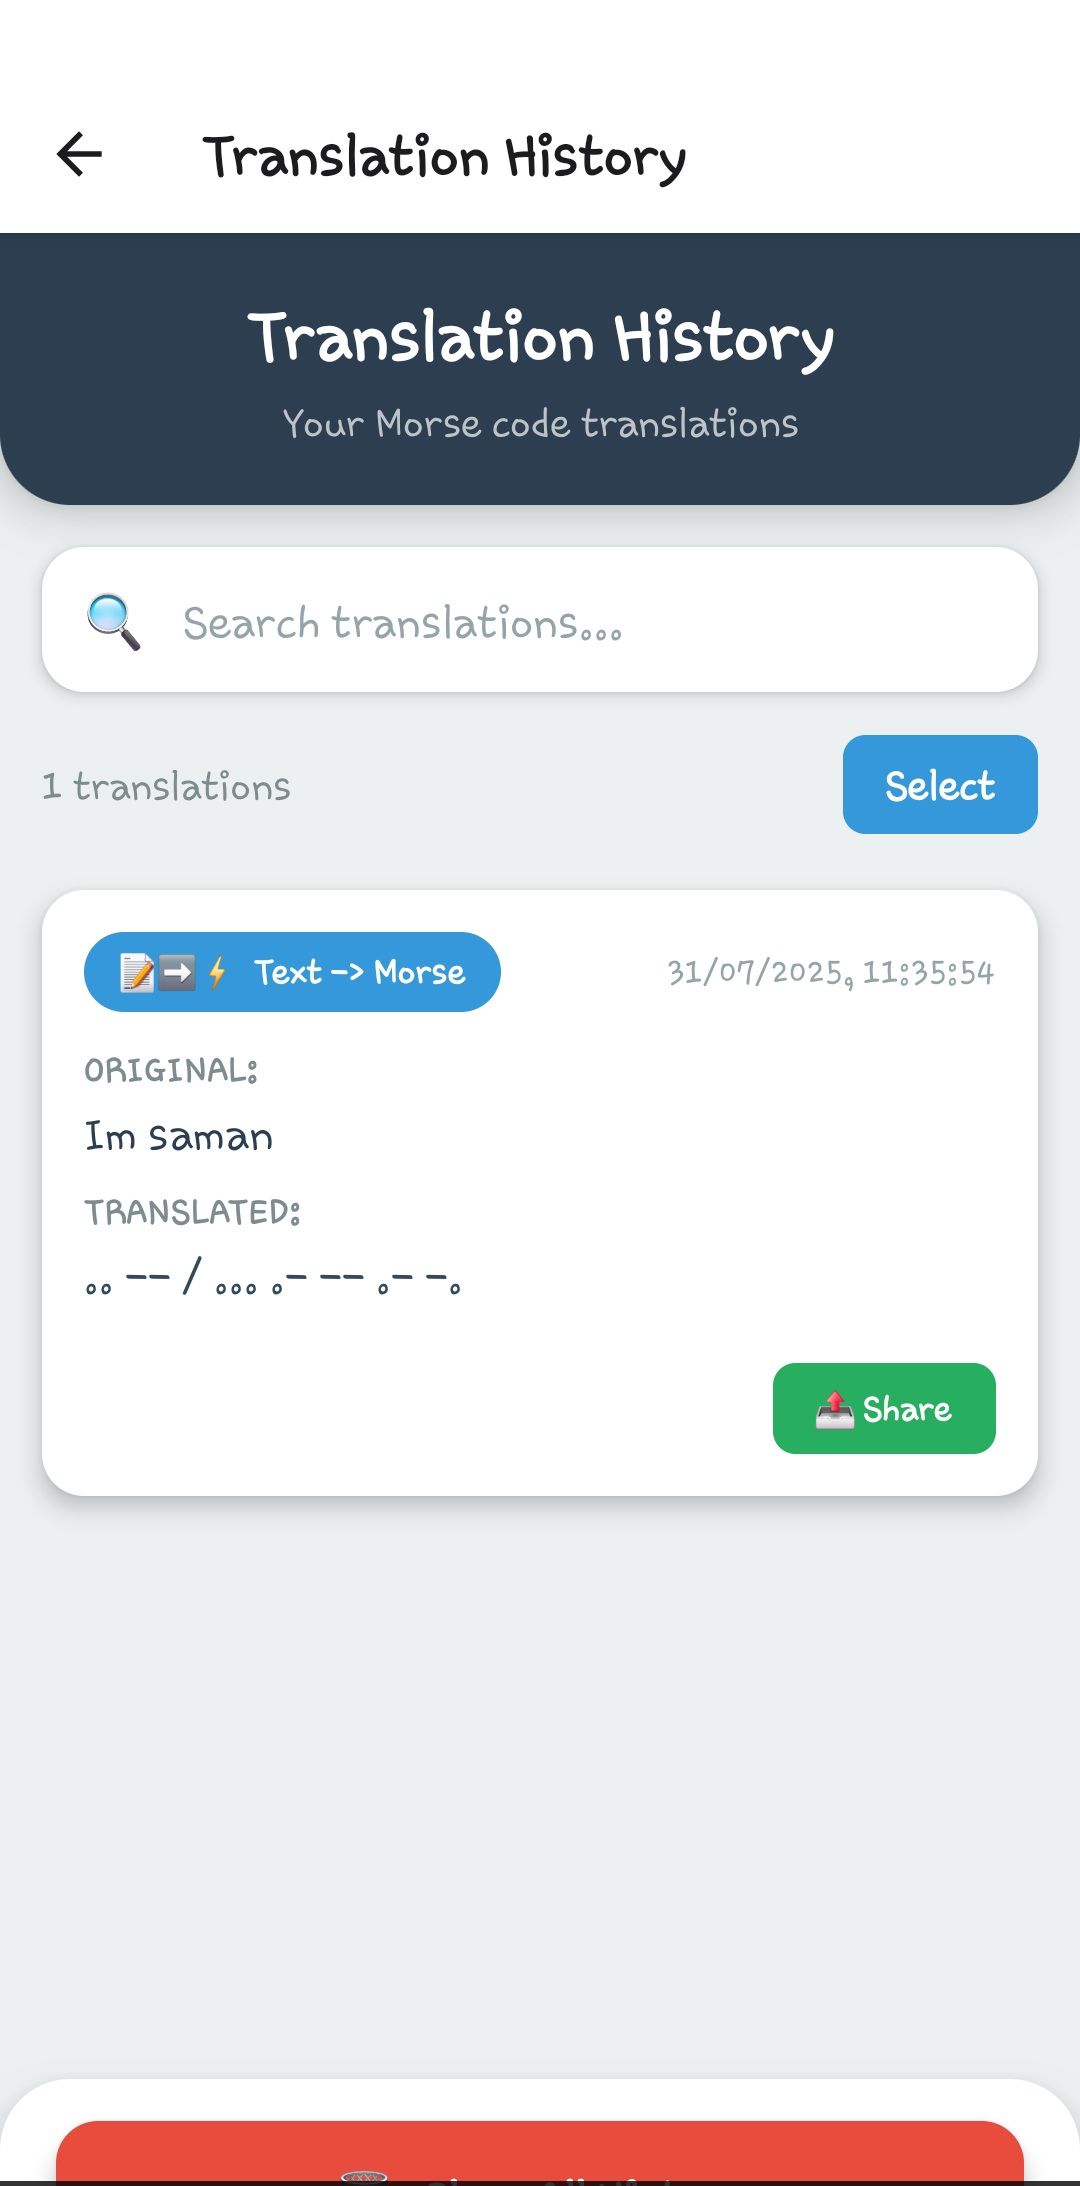 Translation History
Translation History
Your Morse code translations
Search translations...
1 translations
Select
Text -> Morse
31/07/2025, 11:35:54
ORIGINAL:
Im saman
TRANSLATED:
.. -- / ... .- -- .- -.
Share